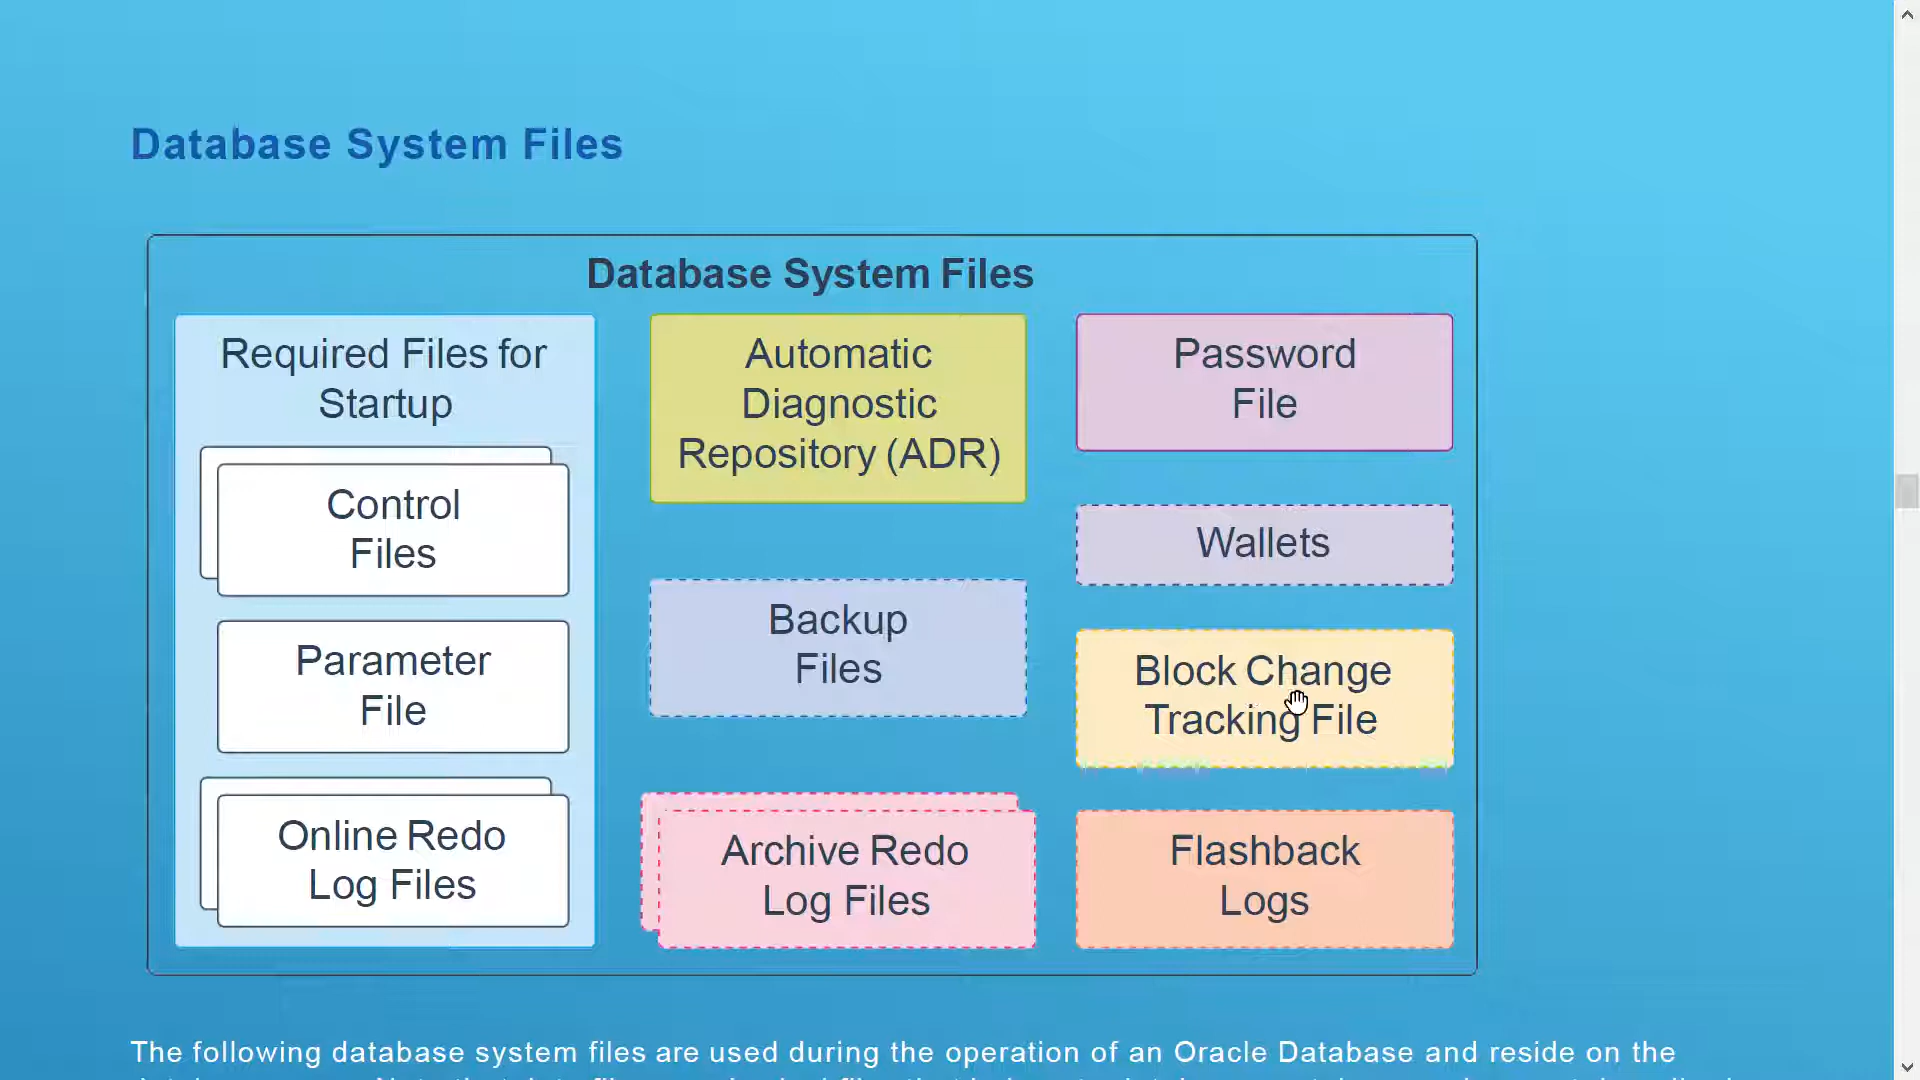 Database System Files
Database System Files
Required Files for
Startup
Control
Files
Parameter
File
Online Redo
Log Files
Automatic
Diagnostic
Repository (ADR)
Backup
Files
Archive Redo
Log Files
Password
File
Wallets
Block Change
Tracking File
Flashback
Logs
The following database system files are used during the operation of an Oracle Database and reside on the